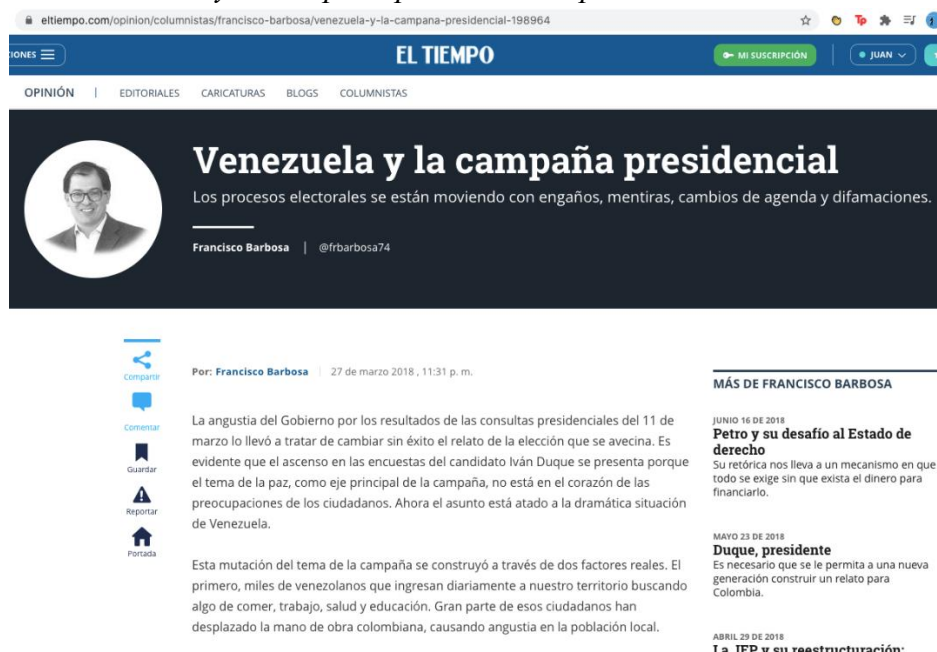 eltiempo.com/opinion/columnistas/francisco-barbosa/venezuela-y-la-campana-presidencial-198964
IONES
EL TIEMPO
MI SUSCRIPCIÓN
JUAN
OPINIÓN | EDITORIALES CARICATURAS BLOGS COLUMNISTAS
Venezuela y la campaña presidencial
Los procesos electorales se están moviendo con engaños, mentiras, cambios de agenda y difamaciones.
Francisco Barbosa | @frbarbosa74
Compartir
Comentar
Guardar
Reportar
Portada
Por: Francisco Barbosa | 27 de marzo 2018 , 11:31 p. m.
La angustia del Gobierno por los resultados de las consultas presidenciales del 11 de
marzo lo llevó a tratar de cambiar sin éxito el relato de la elección que se avecina. Es
evidente que el ascenso en las encuestas del candidato Iván Duque se presenta porque
el tema de la paz, como eje principal de la campaña, no está en el corazón de las
preocupaciones de los ciudadanos. Ahora el asunto está atado a la dramática situación
de Venezuela.
Esta mutación del tema de la campaña se construyó a través de dos factores reales. El
primero, miles de venezolanos que ingresan diariamente a nuestro territorio buscando
algo de comer, trabajo, salud y educación. Gran parte de esos ciudadanos han
desplazado la mano de obra colombiana, causando angustia en la población local.
MÁS DE FRANCISCO BARBOSA
JUNIO 16 DE 2018
Petro y su desafío al Estado de
derecho
Su retórica nos lleva a un mecanismo en que
todo se exige sin que exista el dinero para
financiarlo.
MAYO 23 DE 2018
Duque, presidente
Es necesario que se le permita a una nueva
generación construir un relato para
Colombia.
ABRIL 29 DE 2018
La JEP y su reestructuración: